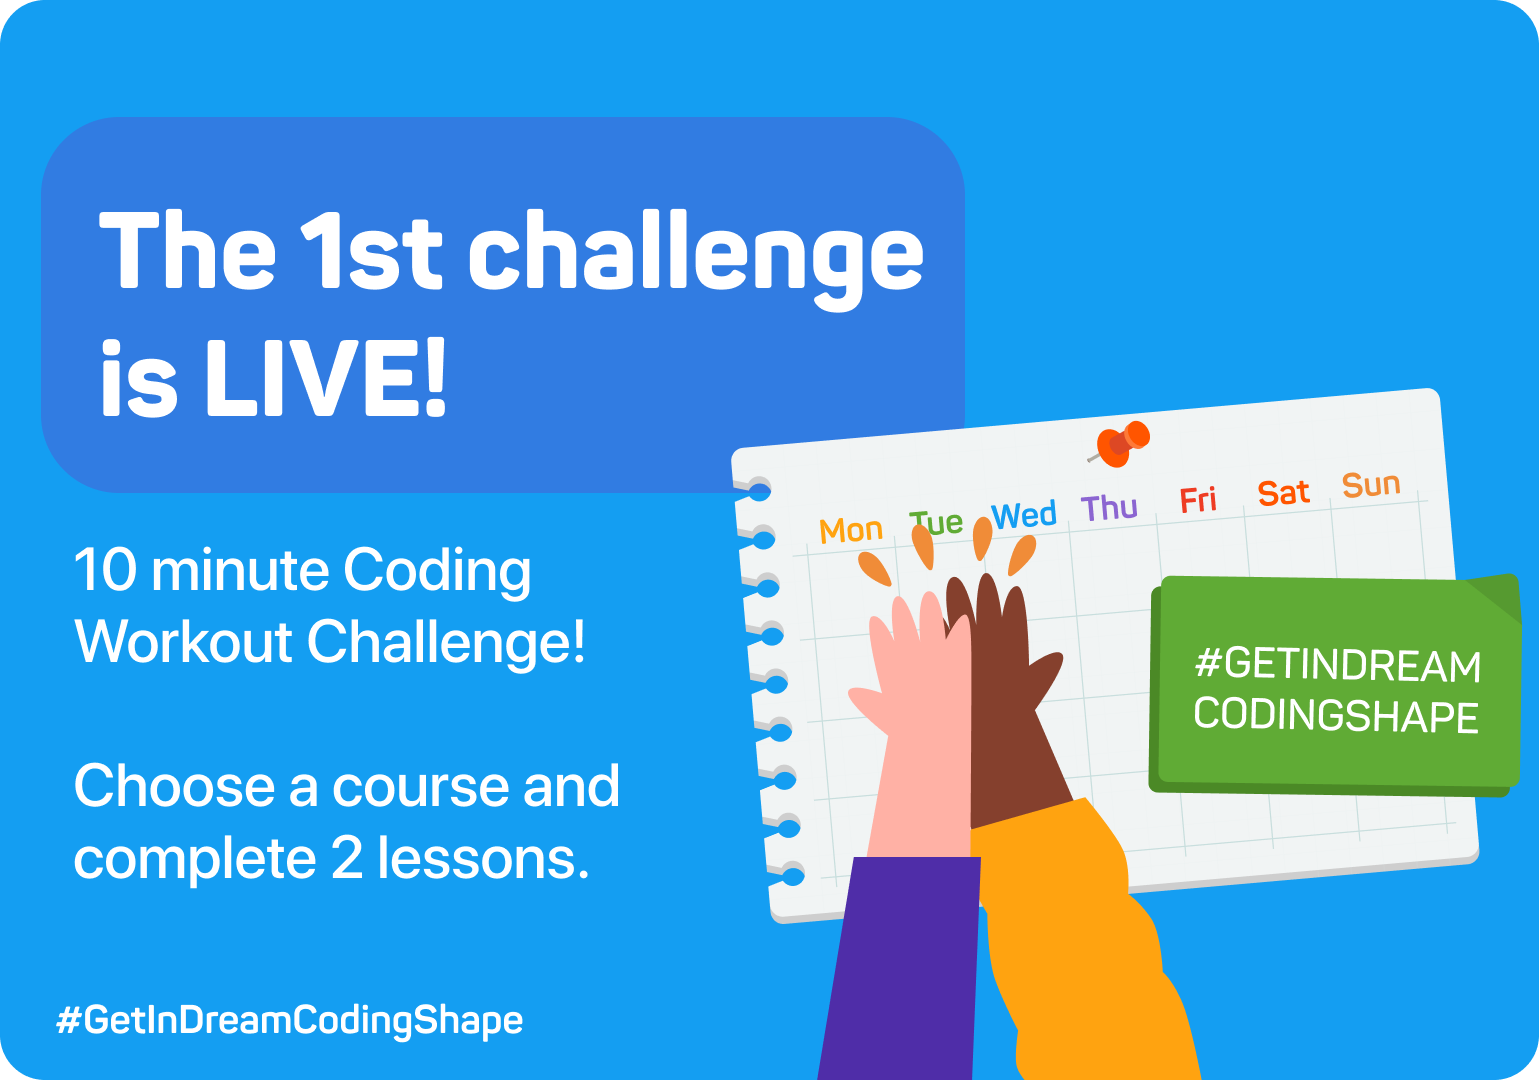 The 1st challenge
is LIVE!
10 minute Coding
Workout Challenge!
Choose a course and
complete 2 lessons.
#GetInDreamCodingShape
Mon Tue Wed Thu Fri Sat Sun
#GETINDREAM
CODINGSHAPE